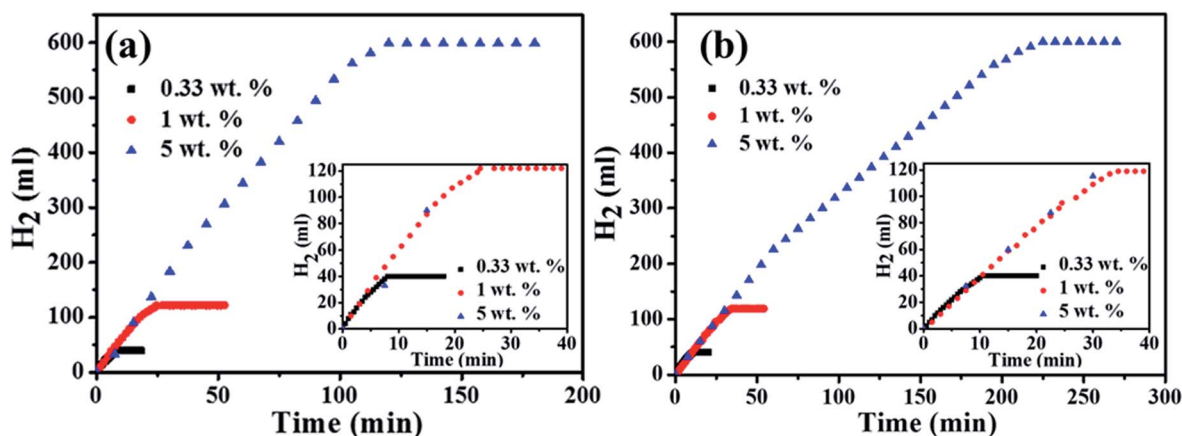 (a)
600
500
400
300
200
100
0
H2 (ml)
0.33 wt. %
1 wt. %
5 wt. %
120
100
80
60
40
20
0
H2 (ml)
0.33 wt. %
1 wt. %
5 wt. %
0 10 20 30 40
Time (min)
0 50 100 150 200
Time (min)
(b)
600
500
400
300
200
100
0
H2 (ml)
0.33 wt. %
1 wt. %
5 wt. %
120
100
80
60
40
20
0
H2 (ml)
0.33 wt. %
1 wt. %
5 wt. %
0 10 20 30 40
Time (min)
0 50 100 150 200 250 300
Time (min)